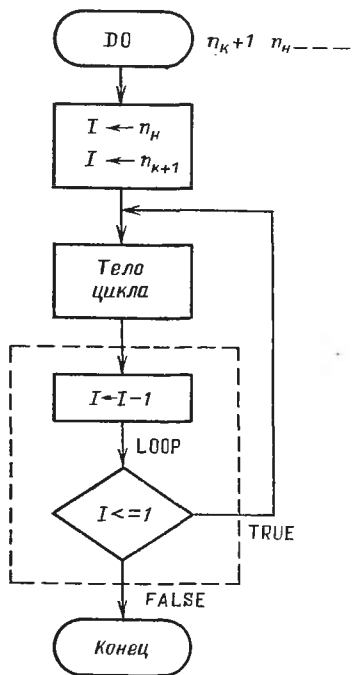 DO nк+1 nн
I ← nн
I ← nк+1
Тело
цикла
I←I-1
LOOP
I<=1
TRUE
FALSE
Конец